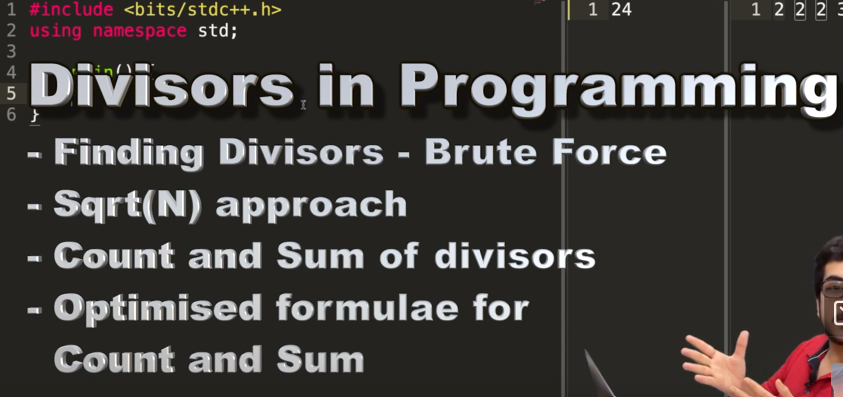 1 #include <bits/stdc++.h>
2 using namespace std;
3
4
5
6 }
1 24
1 2 2 2 3
Divisors in Programming
- Finding Divisors - Brute Force
- Sqrt(N) approach
- Count and Sum of divisors
- Optimised formulae for
Count and Sum